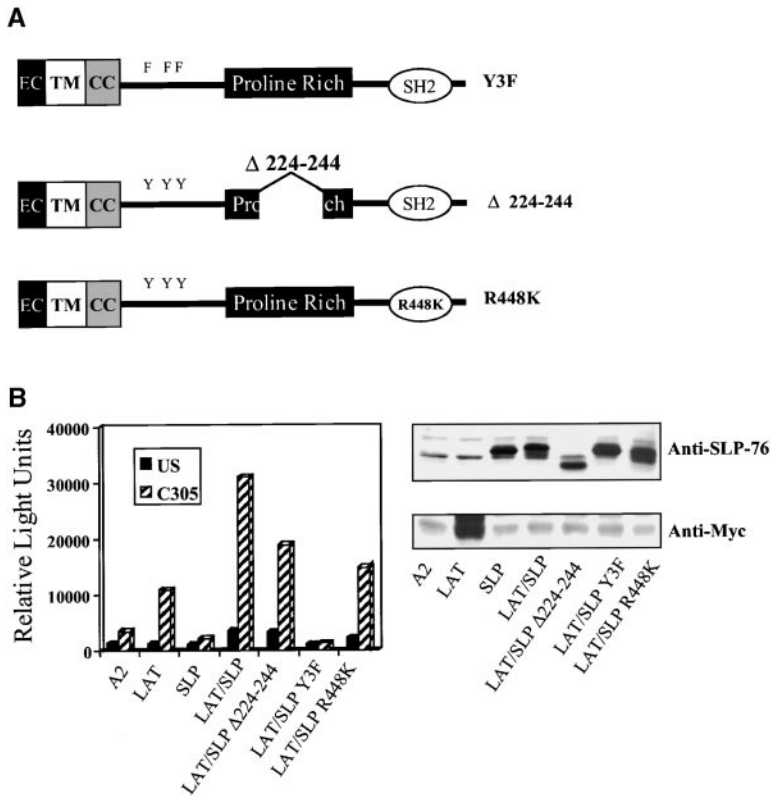 A
F F F
EC TM CC Proline Rich SH2 Y3F
Δ 224-244
Y Y Y
EC TM CC Pro ch SH2 Δ 224-244
Y Y Y
EC TM CC Proline Rich R448K R448K
B
Relative Light Units
40000
30000
20000
10000
0
US
C305
A2
LAT
SLP
LAT/SLP
LAT/SLP Δ224-244
LAT/SLP Y3F
LAT/SLP R448K
Anti-SLP-76
Anti-Myc
A2
LAT
SLP
LAT/SLP
LAT/SLP Δ224-244
LAT/SLP Y3F
LAT/SLP R448K